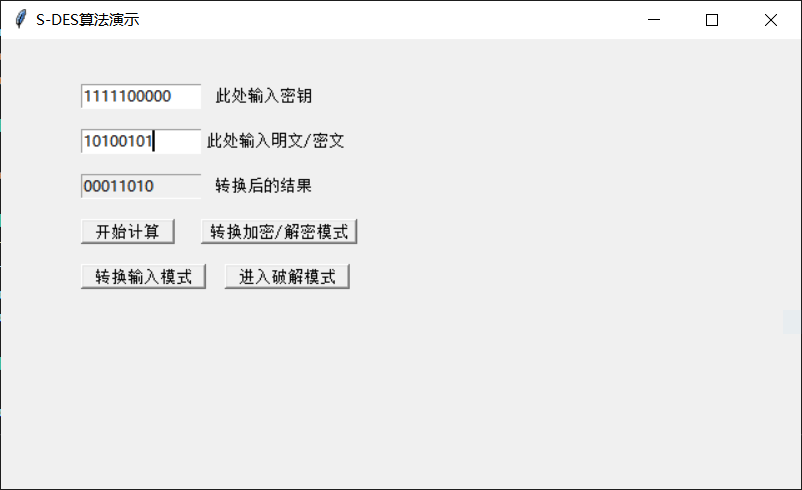 S-DES算法演示
1111100000 此处输入密钥
10100101 此处输入明文/密文
00011010 转换后的结果
开始计算 转换加密/解密模式
转换输入模式 进入破解模式